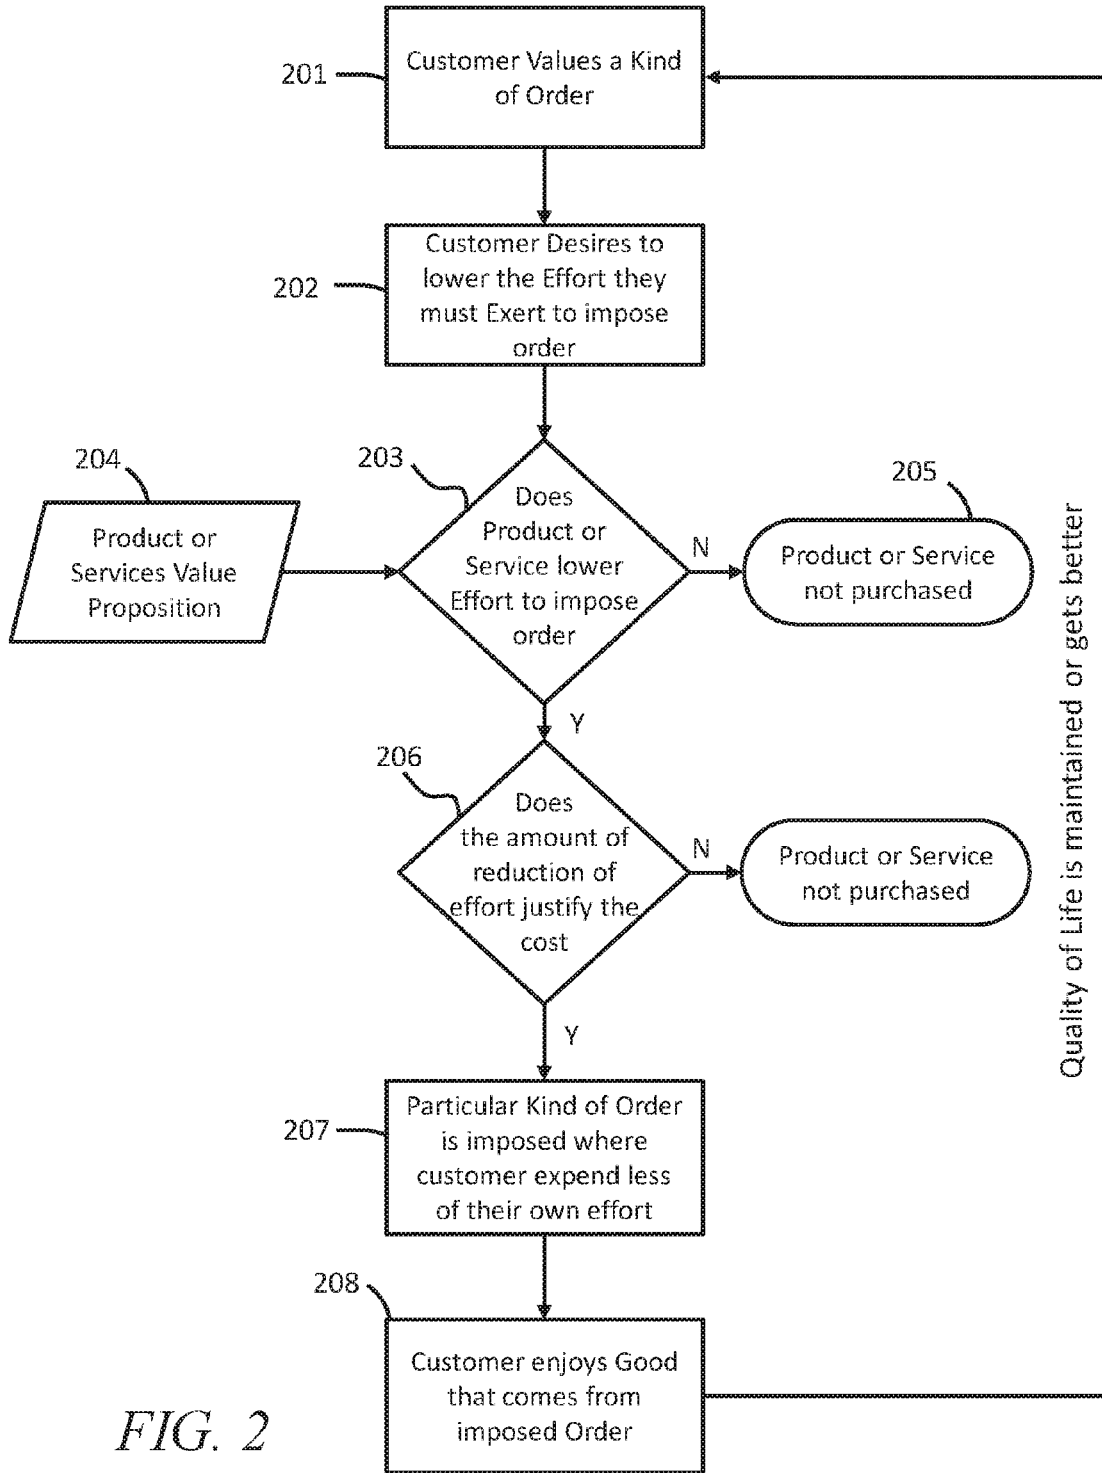 201
Customer Values a Kind
of Order
202
Customer Desires to
lower the Effort they
must Exert to impose
order
204
Product or
Services Value
Proposition
203
Does
Product or
Service lower
Effort to impose
order
N
205
Product or Service
not purchased
Y
206
Does
the amount of
reduction of
effort justify the
cost
N
Product or Service
not purchased
Y
207
Particular Kind of Order
is imposed where
customer expend less
of their own effort
208
Customer enjoys Good
that comes from
imposed Order
Quality of Life is maintained or gets better
FIG. 2